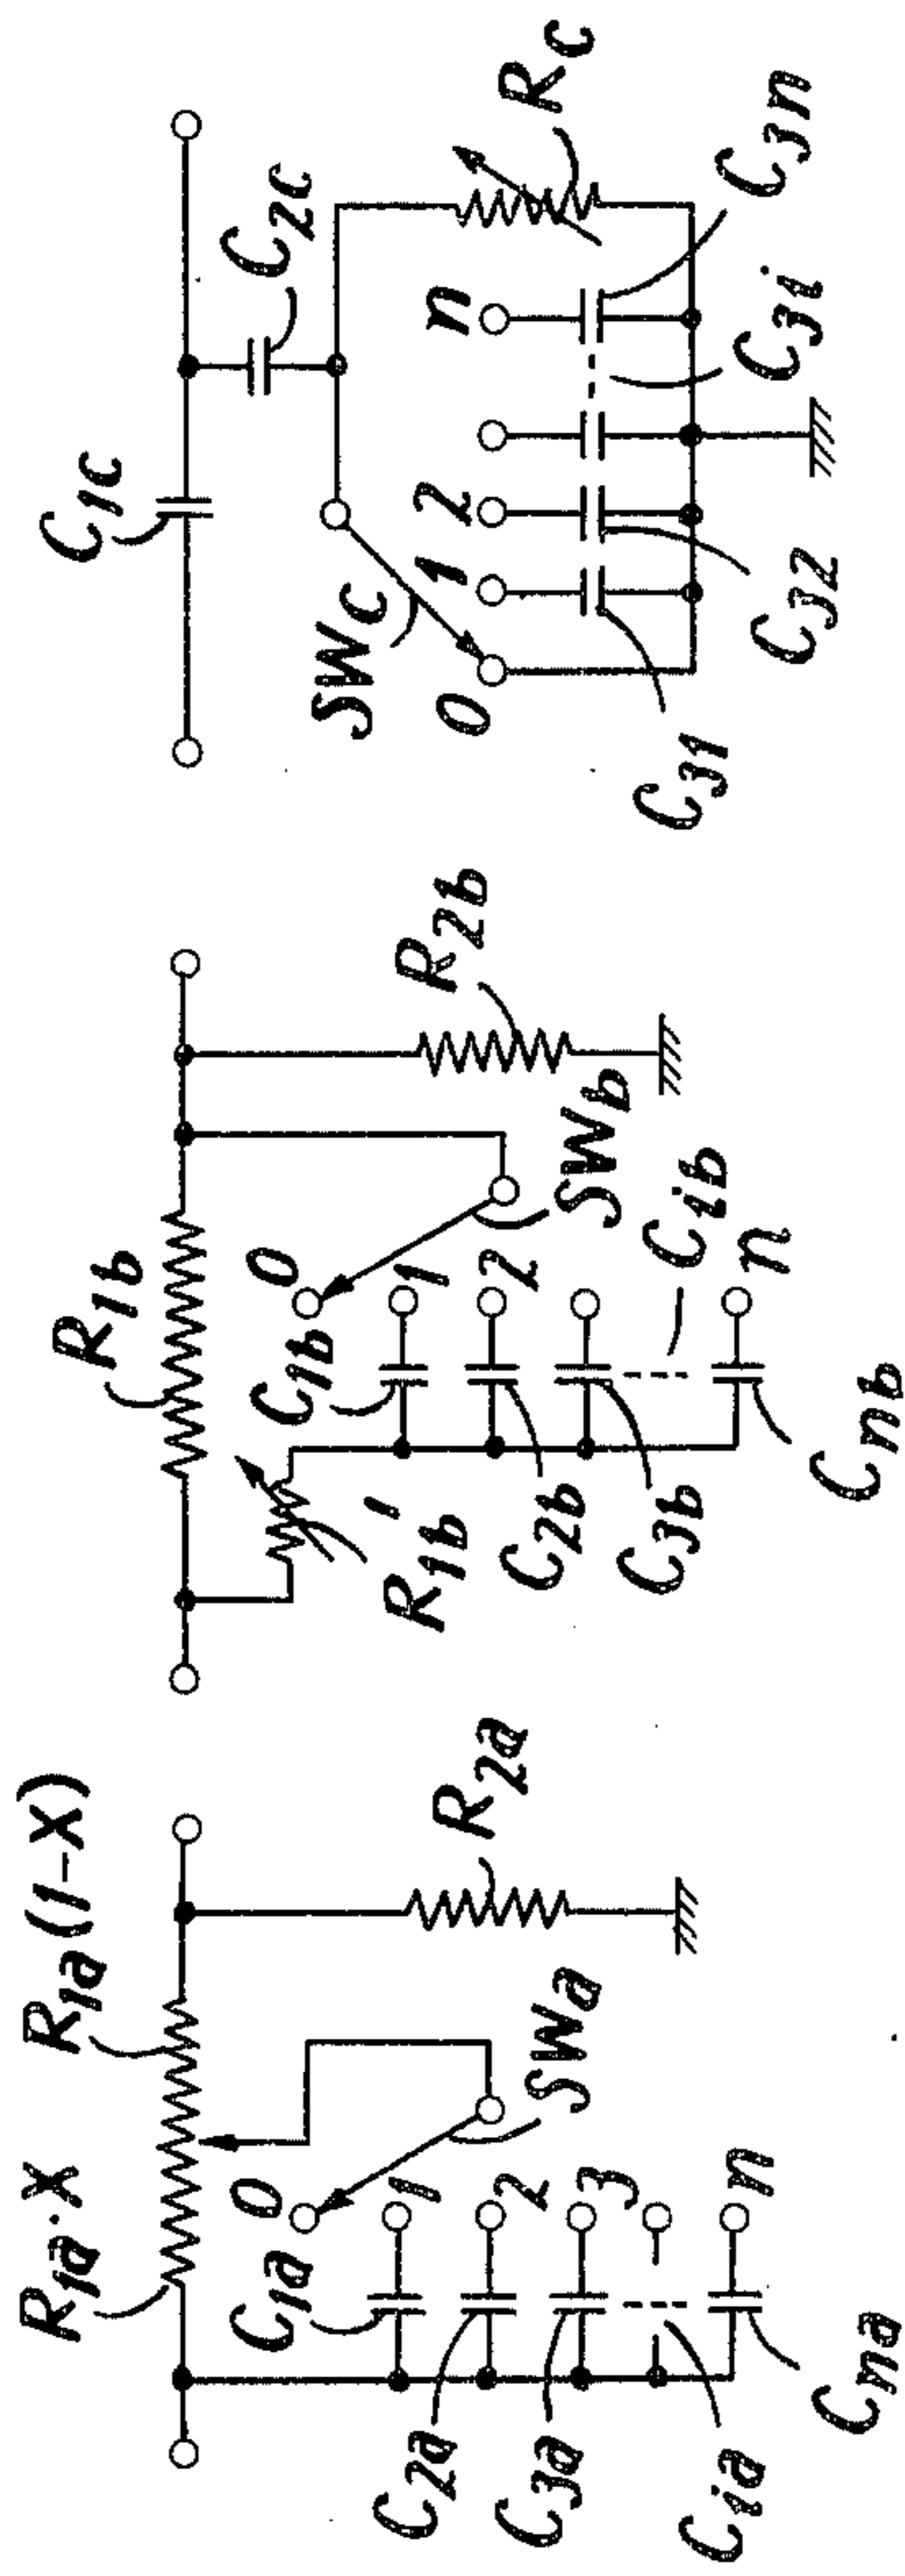 R1a·X
R1a(1-X)
0
C1a
1
C2a
2
C3a
3
Cia
n
Cna
SWa
R2a
R1b
R1b'
0
C1b
1
C2b
2
C3b
Cib
n
Cnb
SWb
R2b
C1c
C2c
SWc
0
1
2
n
Rc
C31
C32
C3i
C3n